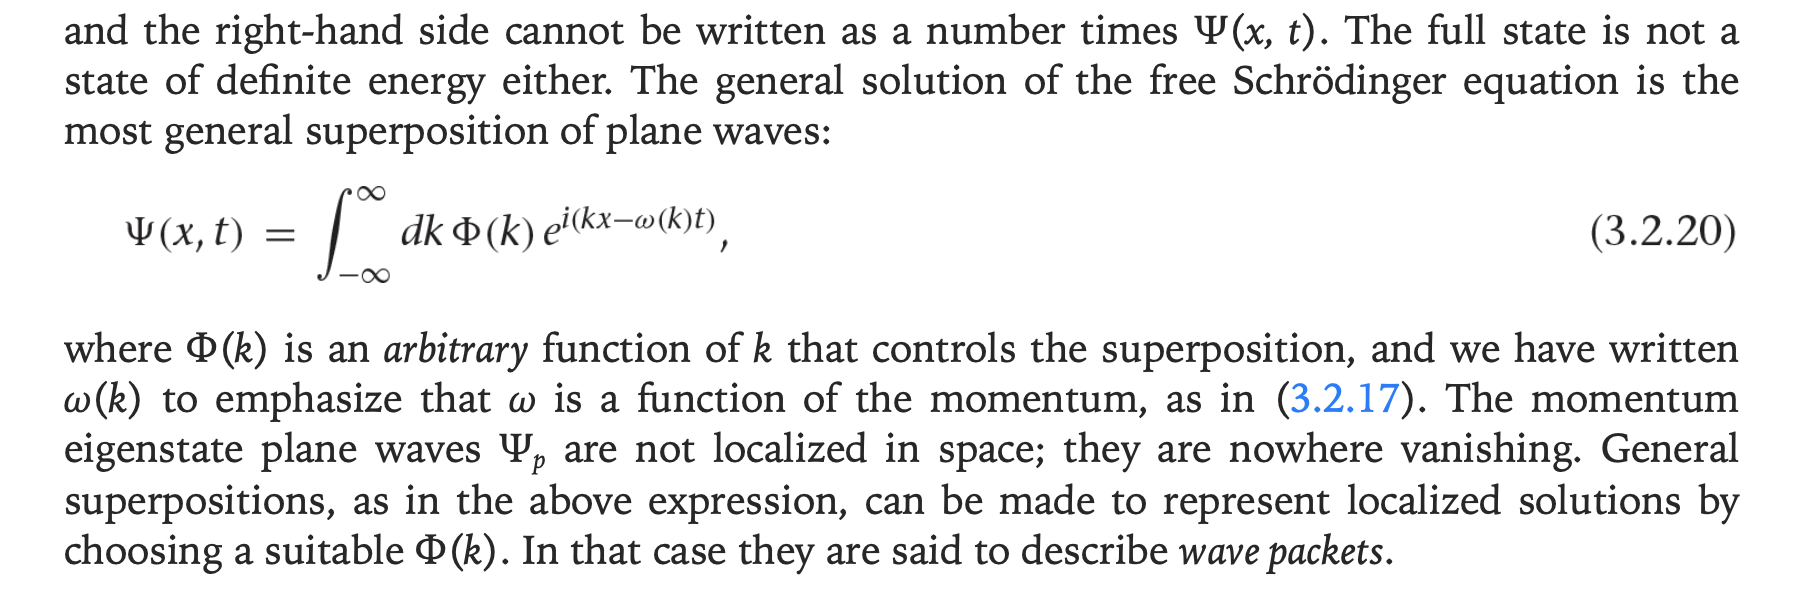 and the right-hand side cannot be written as a number times Ψ(x, t). The full state is not a
state of definite energy either. The general solution of the free Schrödinger equation is the
most general superposition of plane waves:
Ψ(x, t) = ∫_{−∞}^{∞} dk Φ(k) e^{i(kx−ω(k)t)}, (3.2.20)
where Φ(k) is an arbitrary function of k that controls the superposition, and we have written
ω(k) to emphasize that ω is a function of the momentum, as in (3.2.17). The momentum
eigenstate plane waves Ψ_p are not localized in space; they are nowhere vanishing. General
superpositions, as in the above expression, can be made to represent localized solutions by
choosing a suitable Φ(k). In that case they are said to describe wave packets.